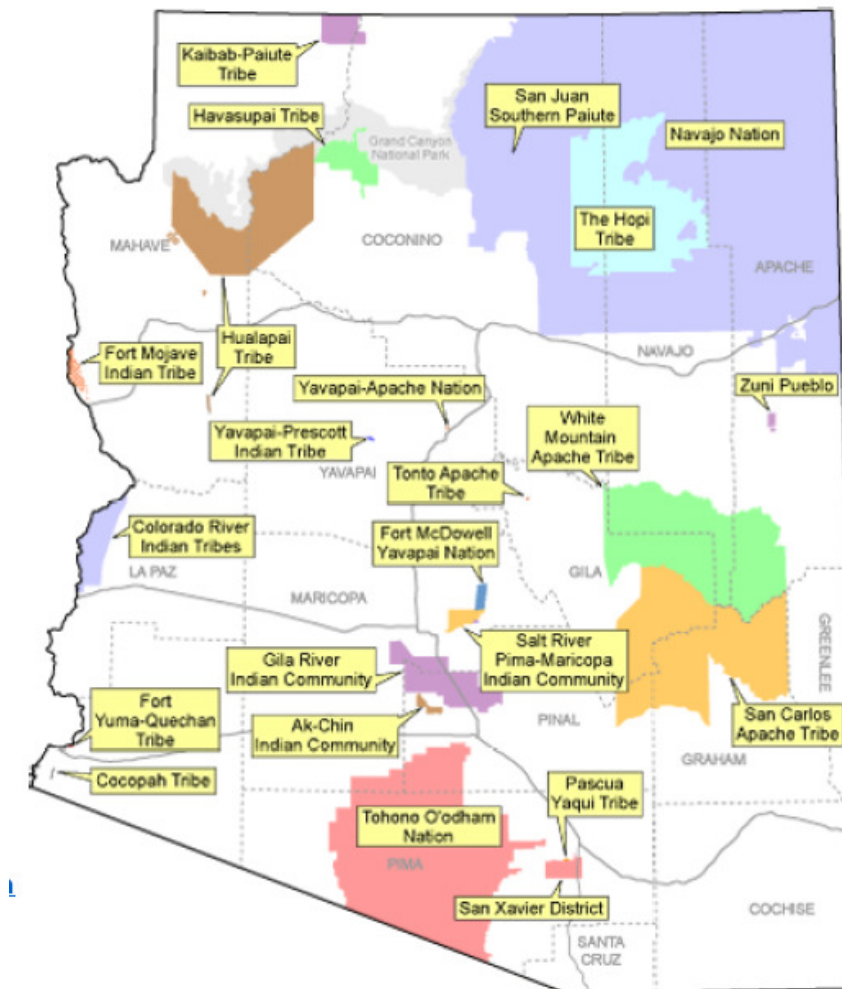 Kaibab-Paiute
Tribe
Havasupai Tribe
Grand Canyon
National Park
San Juan
Southern Paiute
Navajo Nation
The Hopi
Tribe
MAHAVE
COCONINO
APACHE
Fort Mojave
Indian Tribe
Hualapai
Tribe
NAVAJO
Yavapai-Apache Nation
Zuni Pueblo
Yavapai-Prescott
Indian Tribe
YAVAPAI
White
Mountain
Apache Tribe
Tonto Apache
Tribe
Colorado River
Indian Tribes
LA PAZ
Fort McDowell
Yavapai Nation
GILA
MARICOPA
GREENLEE
Gila River
Indian Community
Salt River
Pima-Maricopa
Indian Community
Fort
Yuma-Quechan
Tribe
Ak-Chin
Indian Community
PINAL
San Carlos
Apache Tribe
GRAHAM
Cocopah Tribe
Pascua
Yaqui Tribe
Tohono O'odham
Nation
PIMA
San Xavier District
COCHISE
SANTA
CRUZ